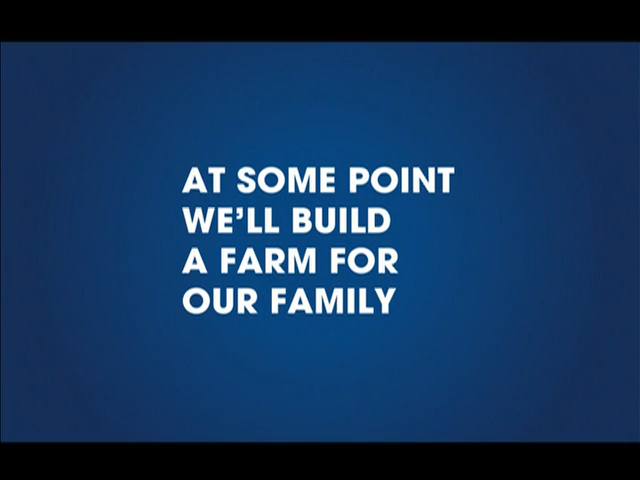 AT SOME POINT
WE’LL BUILD
A FARM FOR
OUR FAMILY